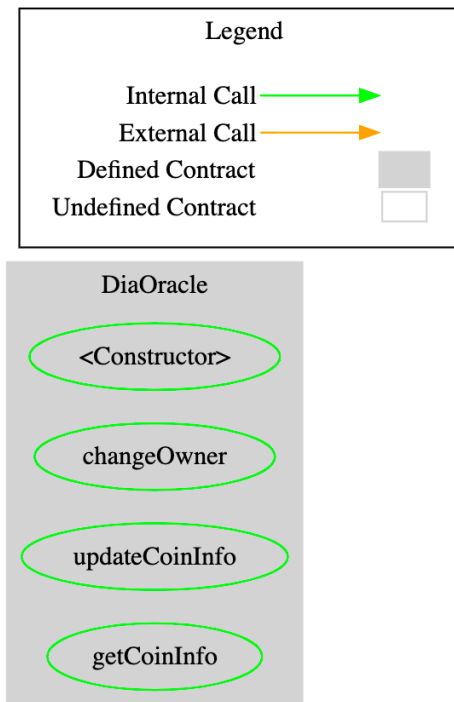 Legend
Internal Call
External Call
Defined Contract
Undefined Contract
DiaOracle
<Constructor>
changeOwner
updateCoinInfo
getCoinInfo